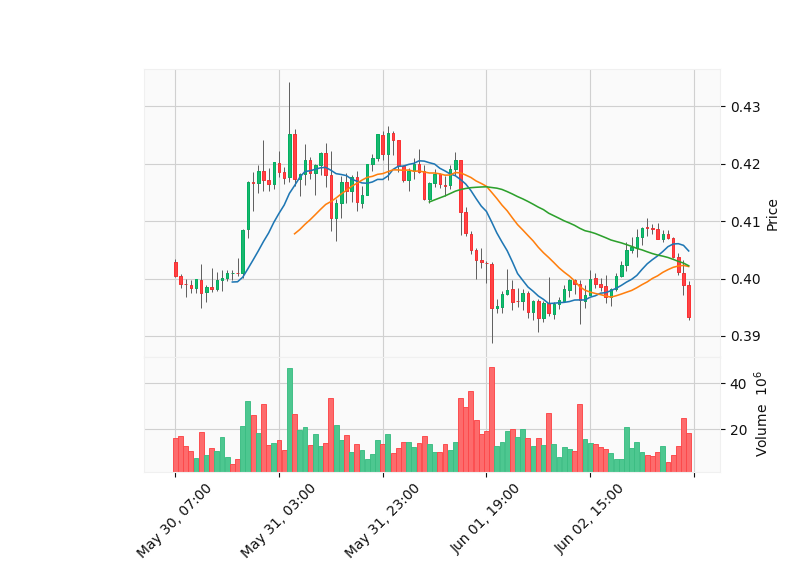 0.43
0.42
0.41
0.40
0.39
Price
40
20
Volume 10^6
May 30, 07:00
May 31, 03:00
May 31, 23:00
Jun 01, 19:00
Jun 02, 15:00